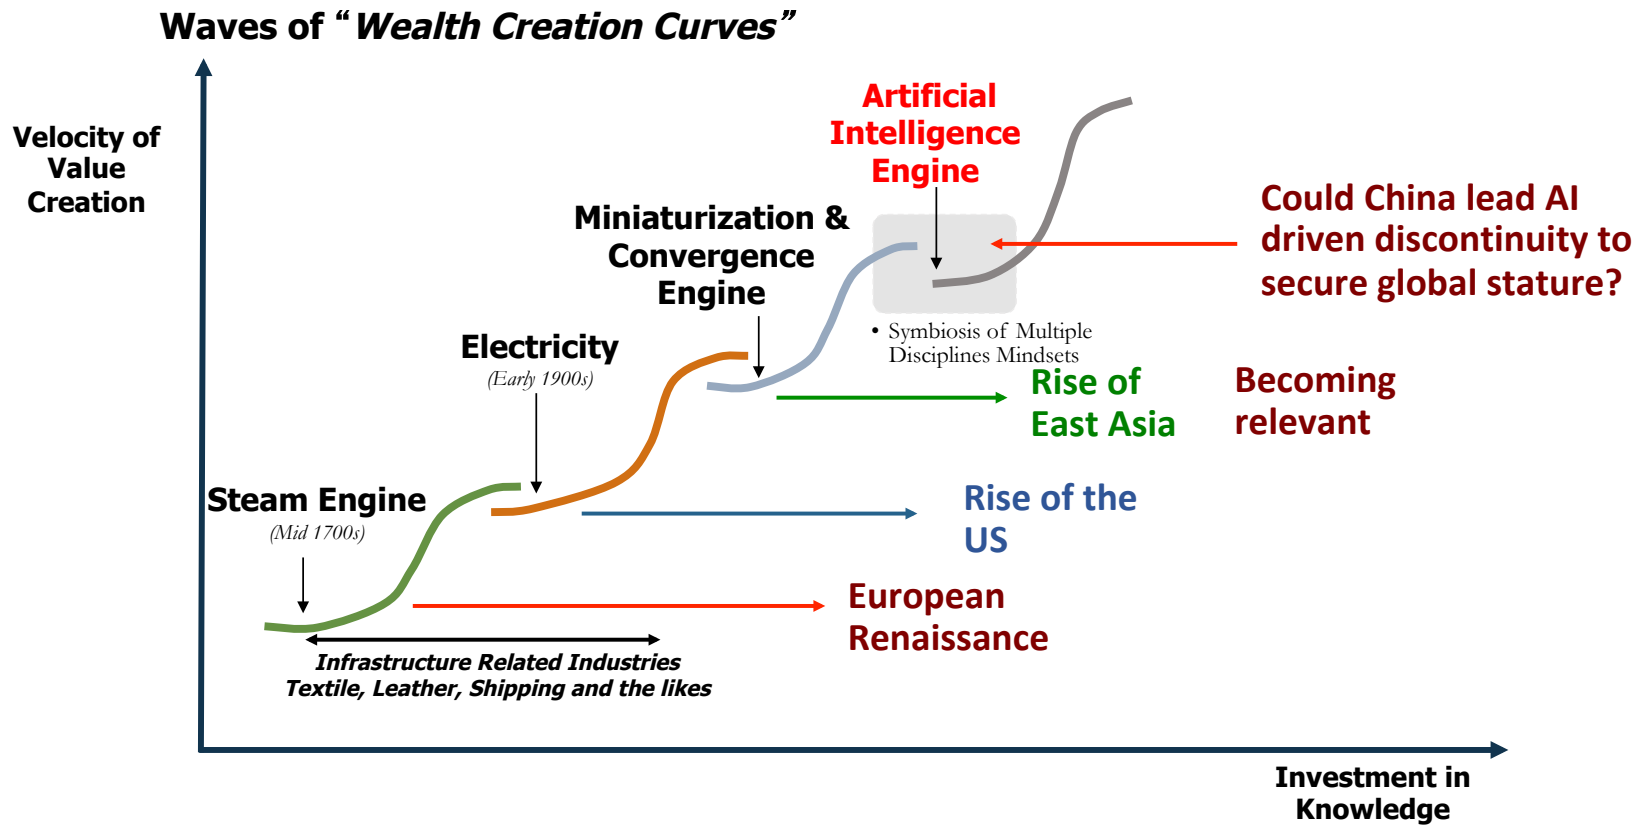 Waves of “Wealth Creation Curves”
Velocity of
Value
Creation
Artificial
Intelligence
Engine
Miniaturization &
Convergence
Engine
Could China lead AI
driven discontinuity to
secure global stature?
• Symbiosis of Multiple
Disciplines Mindsets
Electricity
(Early 1900s)
Rise of
East Asia
Becoming
relevant
Steam Engine
(Mid 1700s)
Rise of the
US
European
Renaissance
Infrastructure Related Industries
Textile, Leather, Shipping and the likes
Investment in
Knowledge